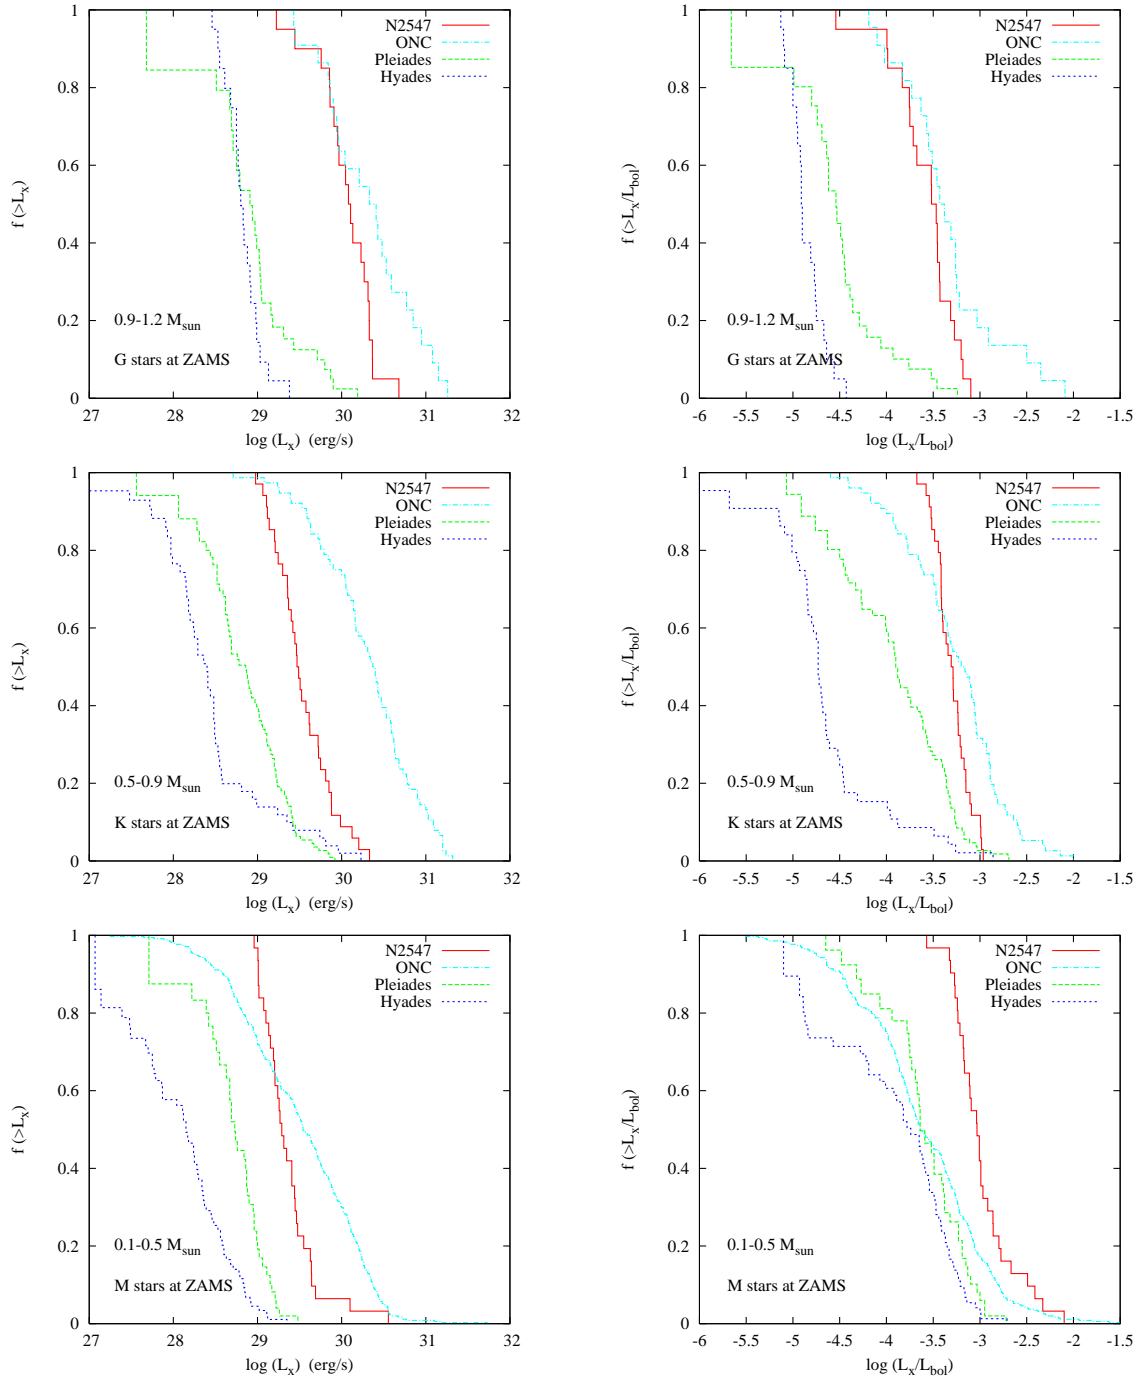 1
0.8
0.6
0.4
0.2
0
f (>L_x)
N2547
ONC
Pleiades
Hyades
0.9-1.2 M_sun
G stars at ZAMS
27 28 29 30 31 32
log (L_x) (erg/s)
1
0.8
0.6
0.4
0.2
0
f (>L_x/L_bol)
N2547
ONC
Pleiades
Hyades
0.9-1.2 M_sun
G stars at ZAMS
-6 -5.5 -5 -4.5 -4 -3.5 -3 -2.5 -2 -1.5
log (L_x/L_bol)
1
0.8
0.6
0.4
0.2
0
f (>L_x)
N2547
ONC
Pleiades
Hyades
0.5-0.9 M_sun
K stars at ZAMS
27 28 29 30 31 32
log (L_x) (erg/s)
1
0.8
0.6
0.4
0.2
0
f (>L_x/L_bol)
N2547
ONC
Pleiades
Hyades
0.5-0.9 M_sun
K stars at ZAMS
-6 -5.5 -5 -4.5 -4 -3.5 -3 -2.5 -2 -1.5
log (L_x/L_bol)
1
0.8
0.6
0.4
0.2
0
f (>L_x)
N2547
ONC
Pleiades
Hyades
0.1-0.5 M_sun
M stars at ZAMS
27 28 29 30 31 32
log (L_x) (erg/s)
1
0.8
0.6
0.4
0.2
0
f (>L_x/L_bol)
N2547
ONC
Pleiades
Hyades
0.1-0.5 M_sun
M stars at ZAMS
-6 -5.5 -5 -4.5 -4 -3.5 -3 -2.5 -2 -1.5
log (L_x/L_bol)